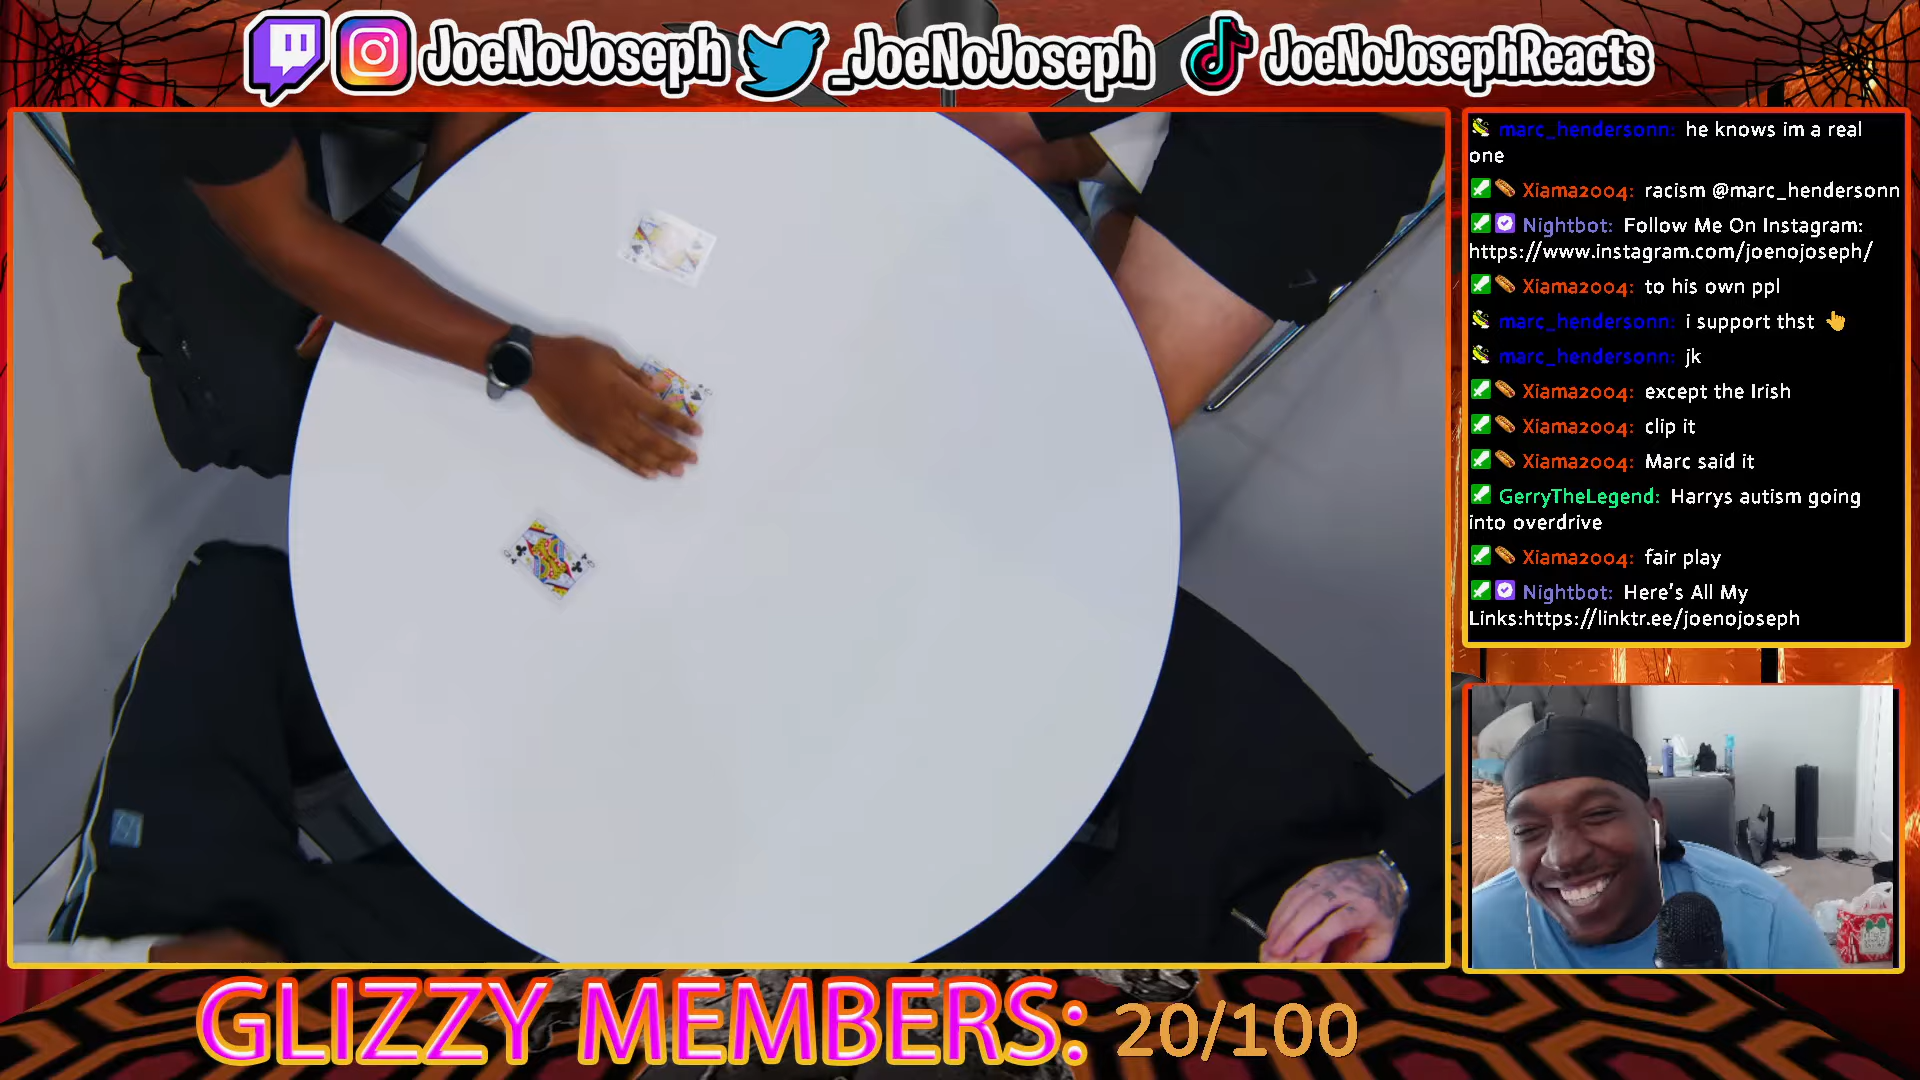 JoeNoJoseph _JoeNoJoseph JoeNoJosephReacts
marc_hendersonn: he knows im a real
one
Xiama2004: racism @marc_hendersonn
Nightbot: Follow Me On Instagram:
https://www.instagram.com/joenojoseph/
Xiama2004: to his own ppl
marc_hendersonn: i support thst 👆
marc_hendersonn: jk
Xiama2004: except the Irish
Xiama2004: clip it
Xiama2004: Marc said it
GerryTheLegend: Harrys autism going
into overdrive
Xiama2004: fair play
Nightbot: Here's All My
Links:https://linktr.ee/joenojoseph
GLIZZY MEMBERS: 20/100